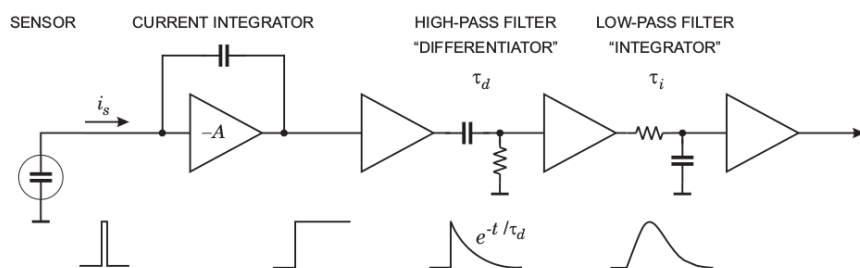 SENSOR
CURRENT INTEGRATOR
HIGH-PASS FILTER
“DIFFERENTIATOR”
τd
LOW-PASS FILTER
“INTEGRATOR”
τi
is
–A
e-t /τd